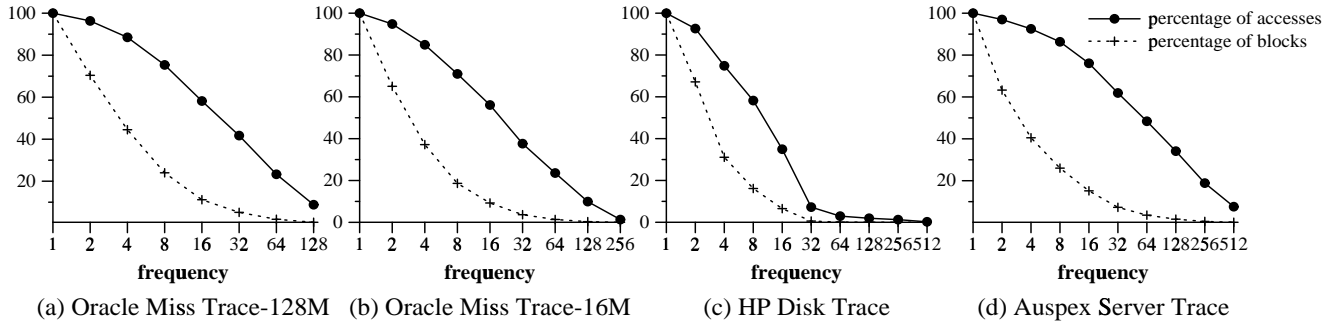 100
80
60
40
20
1 2 4 8 16 32 64 128
frequency
(a) Oracle Miss Trace-128M
100
80
60
40
20
0
1 2 4 8 16 32 64 128 256
frequency
(b) Oracle Miss Trace-16M
100
80
60
40
20
0
1 2 4 8 16 32 64 128 256 512
frequency
(c) HP Disk Trace
100
80
60
40
20
0
1 2 4 8 16 32 64 128 256 512
frequency
(d) Auspex Server Trace
percentage of accesses
percentage of blocks